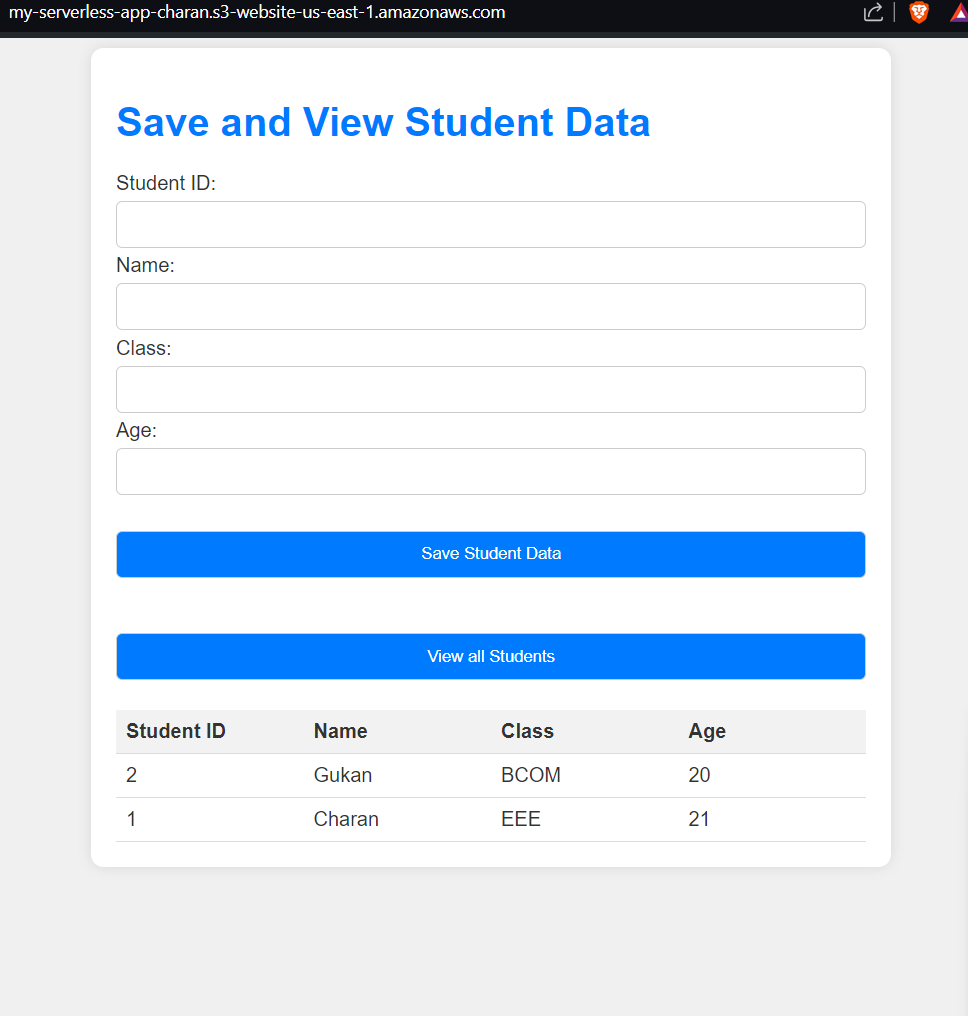 my-serverless-app-charan.s3-website-us-east-1.amazonaws.com
Save and View Student Data
Student ID:
Name:
Class:
Age:
Save Student Data
View all Students
Student ID Name Class Age
2 Gukan BCOM 20
1 Charan EEE 21